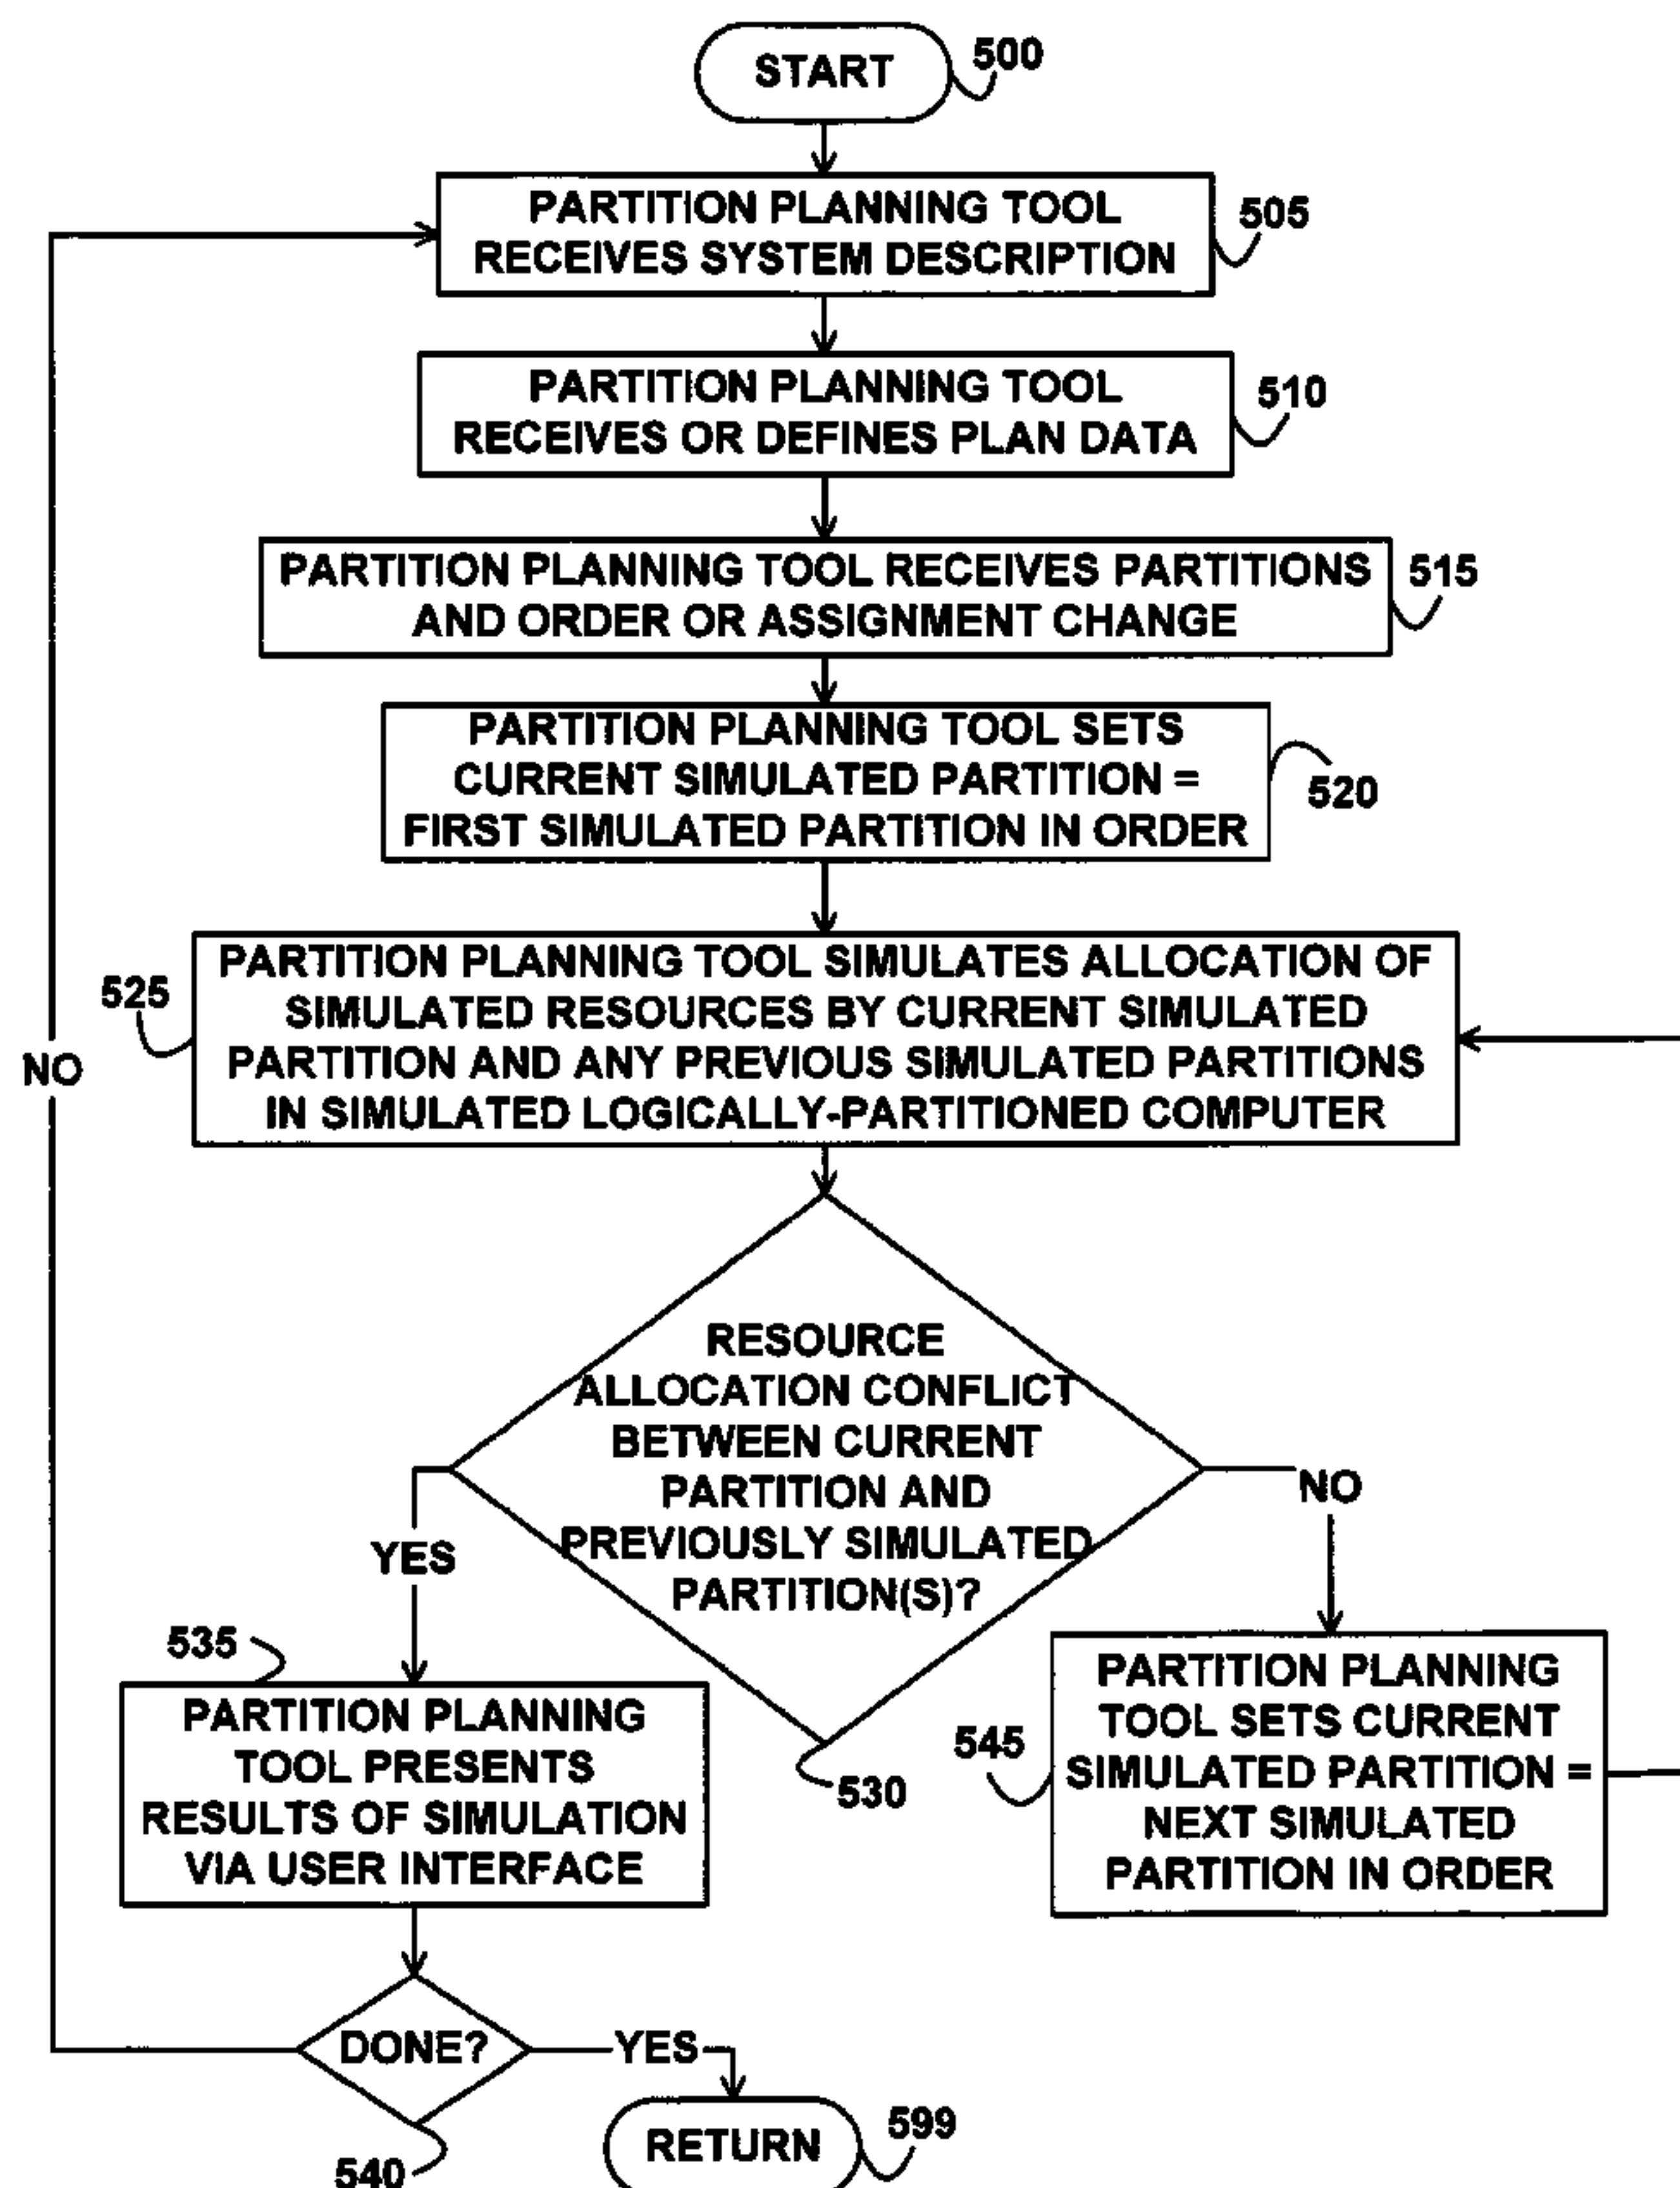 START
500
PARTITION PLANNING TOOL
RECEIVES SYSTEM DESCRIPTION
505
PARTITION PLANNING TOOL
RECEIVES OR DEFINES PLAN DATA
510
PARTITION PLANNING TOOL RECEIVES PARTITIONS
AND ORDER OR ASSIGNMENT CHANGE
515
PARTITION PLANNING TOOL SETS
CURRENT SIMULATED PARTITION =
FIRST SIMULATED PARTITION IN ORDER
520
525
PARTITION PLANNING TOOL SIMULATES ALLOCATION OF
SIMULATED RESOURCES BY CURRENT SIMULATED
PARTITION AND ANY PREVIOUS SIMULATED PARTITIONS
IN SIMULATED LOGICALLY-PARTITIONED COMPUTER
NO
RESOURCE
ALLOCATION CONFLICT
BETWEEN CURRENT
PARTITION AND
PREVIOUSLY SIMULATED
PARTITION(S)?
530
YES
NO
535
PARTITION PLANNING
TOOL PRESENTS
RESULTS OF SIMULATION
VIA USER INTERFACE
545
PARTITION PLANNING
TOOL SETS CURRENT
SIMULATED PARTITION =
NEXT SIMULATED
PARTITION IN ORDER
DONE?
540
YES
RETURN
599